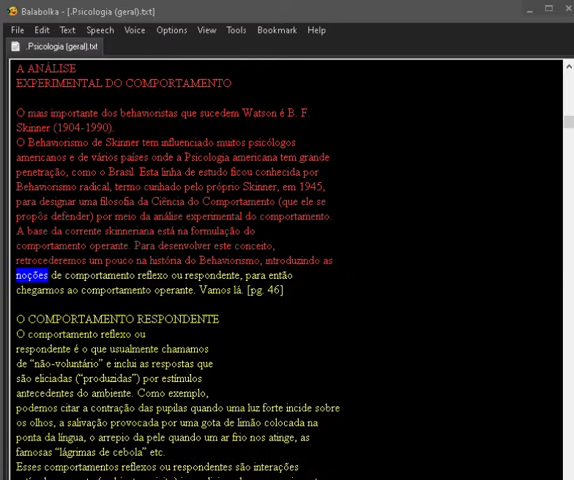 Balabolka - [.Psicologia (geral).txt]
File Edit Text Speech Voice Options View Tools Bookmark Help
.Psicologia (geral).txt
A ANÁLISE
EXPERIMENTAL DO COMPORTAMENTO
O mais importante dos behavioristas que sucedem Watson é B. F.
Skinner (1904-1990).
O Behaviorismo de Skinner tem influenciado muitos psicólogos
americanos e de vários países onde a Psicologia americana tem grande
penetração, como o Brasil. Esta linha de estudo ficou conhecida por
Behaviorismo radical, termo cunhado pelo próprio Skinner, em 1945,
para designar uma filosofia da Ciência do Comportamento (que ele se
propôs defender) por meio da análise experimental do comportamento.
A base da corrente skinneriana está na formulação do
comportamento operante. Para desenvolver este conceito,
retrocederemos um pouco na história do Behaviorismo, introduzindo as
noções de comportamento reflexo ou respondente, para então
chegarmos ao comportamento operante. Vamos lá. [pg. 46]
O COMPORTAMENTO RESPONDENTE
O comportamento reflexo ou
respondente é o que usualmente chamamos
de “não-voluntário” e inclui as respostas que
são eliciadas (“produzidas”) por estímulos
antecedentes do ambiente. Como exemplo,
podemos citar a contração das pupilas quando uma luz forte incide sobre
os olhos, a salivação provocada por uma gota de limão colocada na
ponta da língua, o arrepio da pele quando um ar frio nos atinge, as
famosas “lágrimas de cebola” etc.
Esses comportamentos reflexos ou respondentes são interações